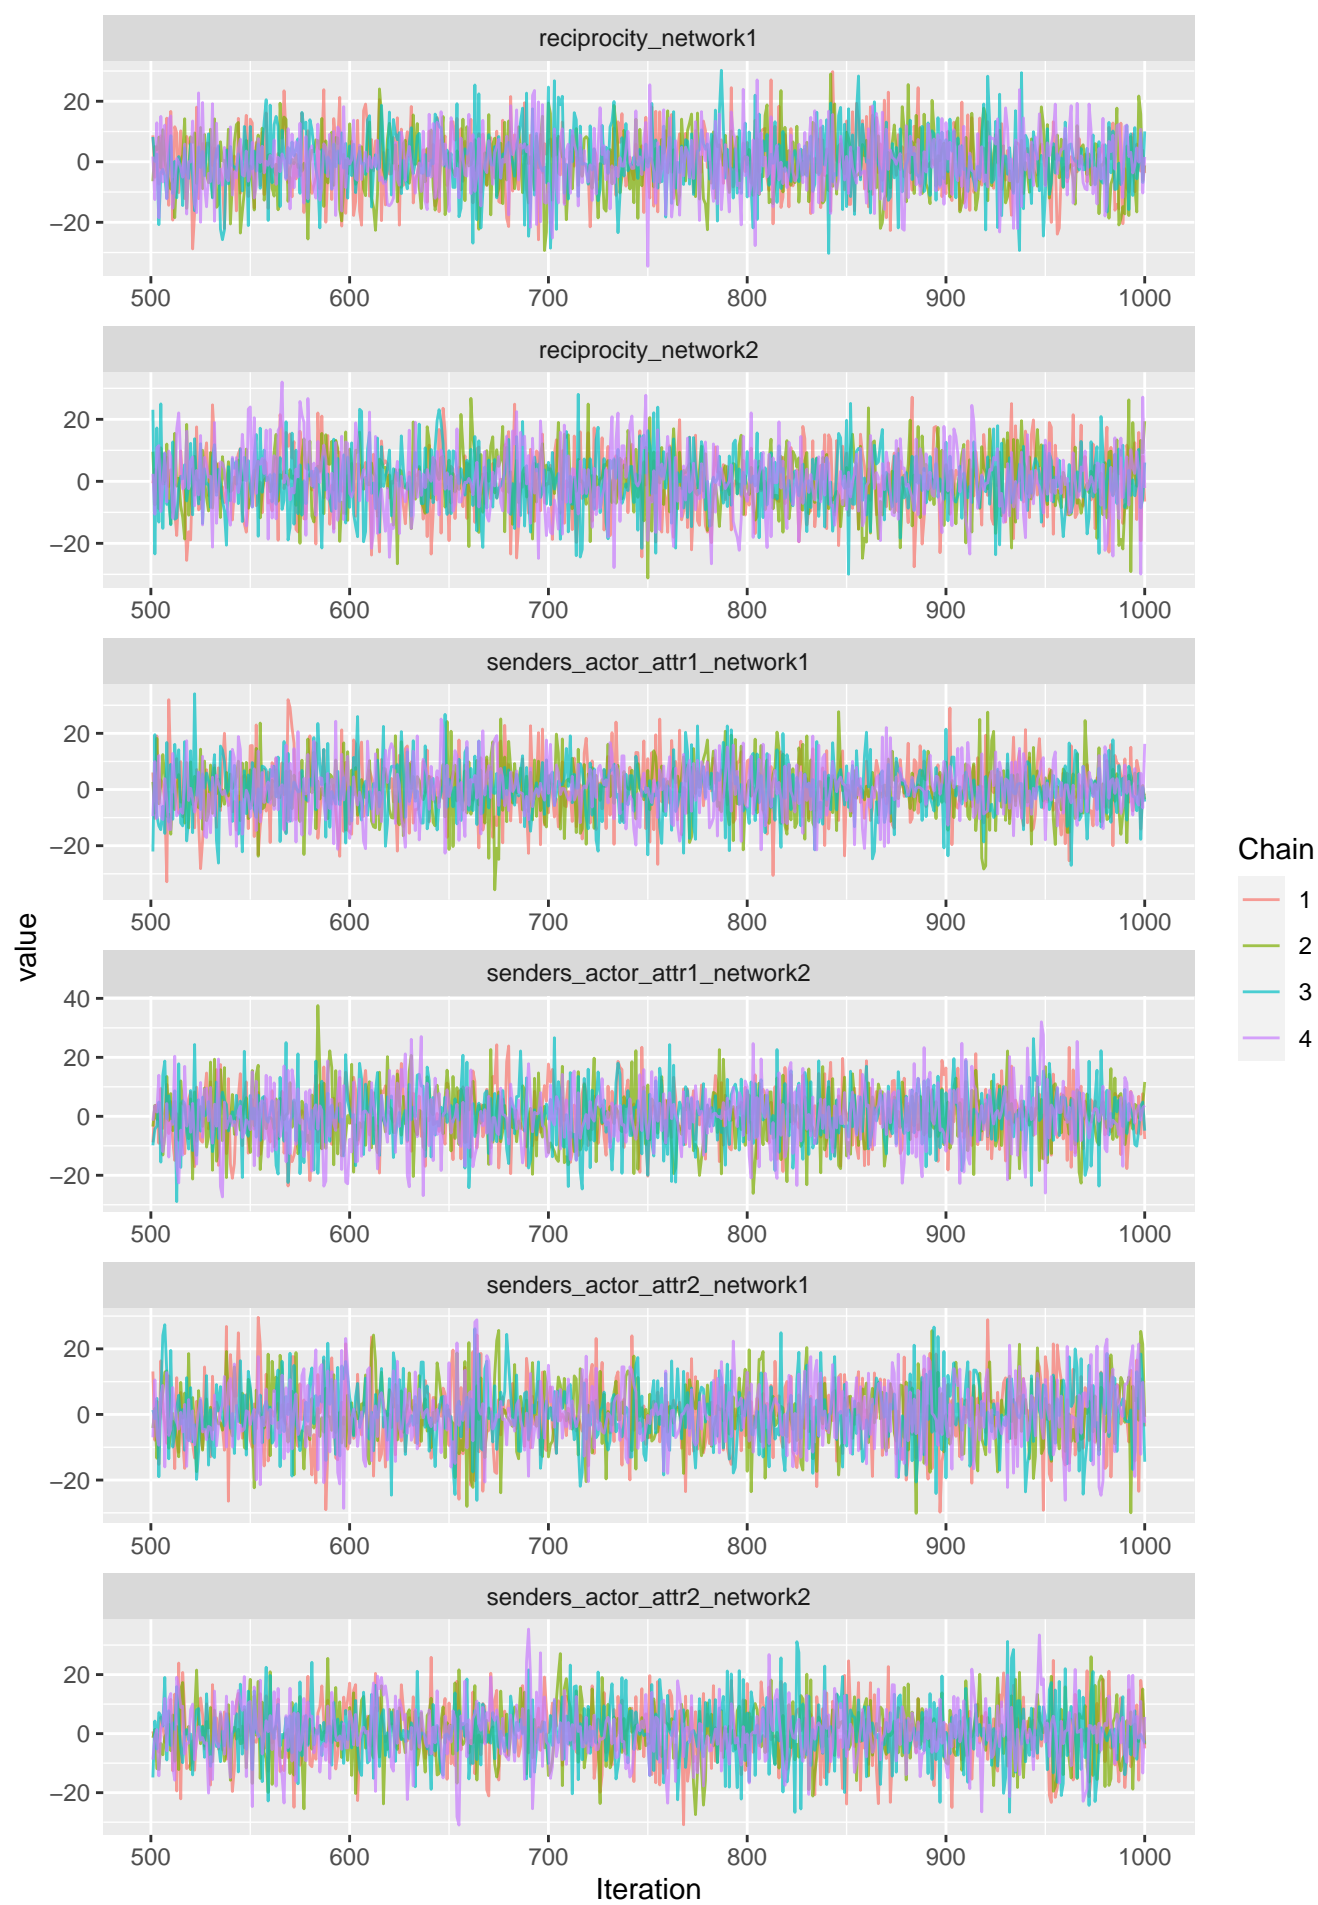 reciprocity_network1
20
0
−20
500 600 700 800 900 1000
reciprocity_network2
20
0
−20
500 600 700 800 900 1000
senders_actor_attr1_network1
20
0
−20
500 600 700 800 900 1000
senders_actor_attr1_network2
40
20
0
−20
500 600 700 800 900 1000
senders_actor_attr2_network1
20
0
−20
500 600 700 800 900 1000
senders_actor_attr2_network2
20
0
−20
500 600 700 800 900 1000
Iteration
value
Chain
1
2
3
4